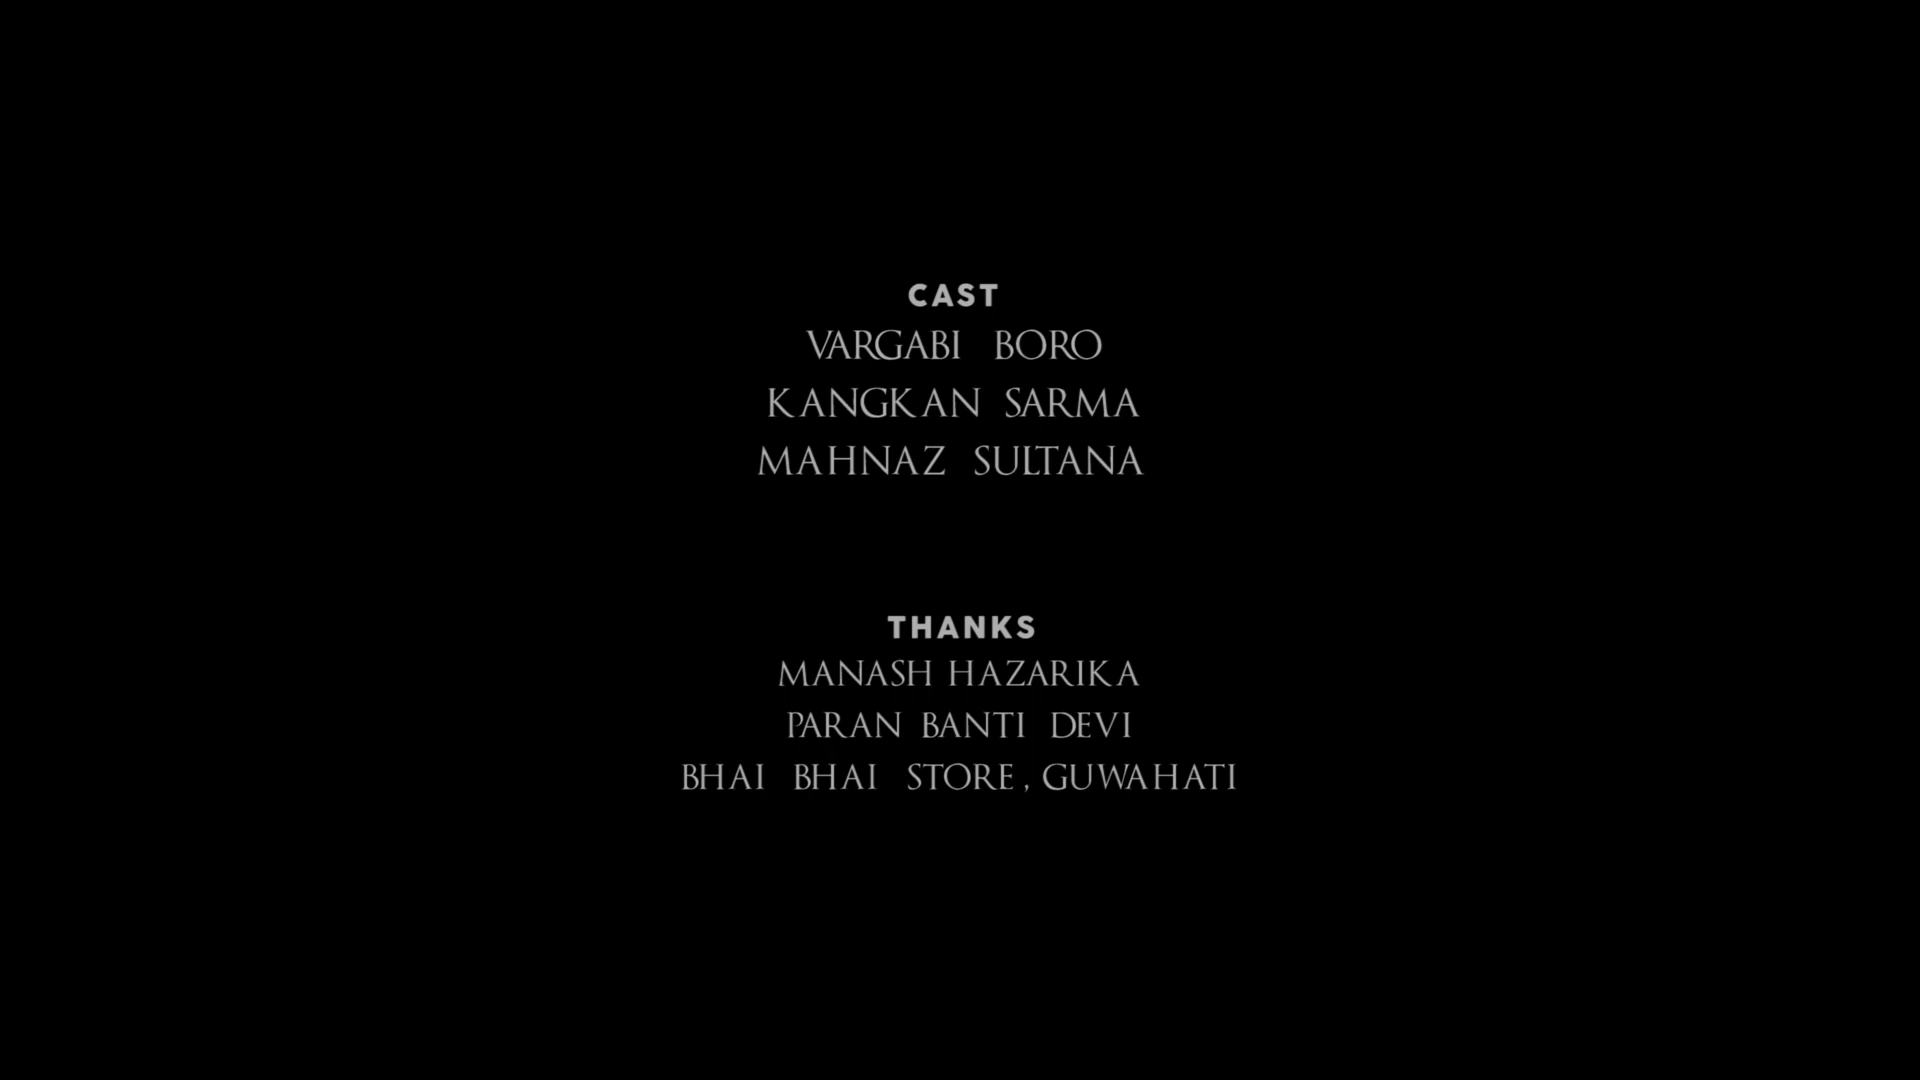 CAST
VARGABI BORO
KANGKAN SARMA
MAHNAZ SULTANA
THANKS
MANASH HAZARIKA
PARAN BANTI DEVI
BHAI BHAI STORE, GUWAHATI